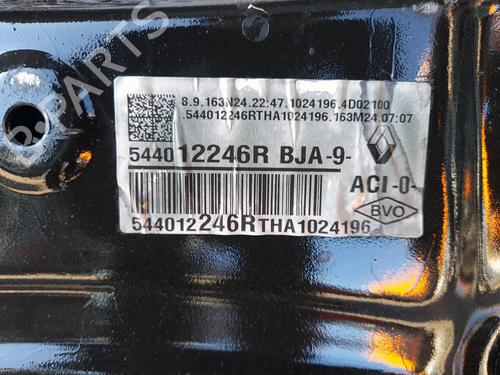 8.9.163N24.22:47.1024196.4D02100
.544012246RTHA1024196.163M24.07:07
544012246R BJA-9-
ACI-0-
BVO
544012246RTHA1024196